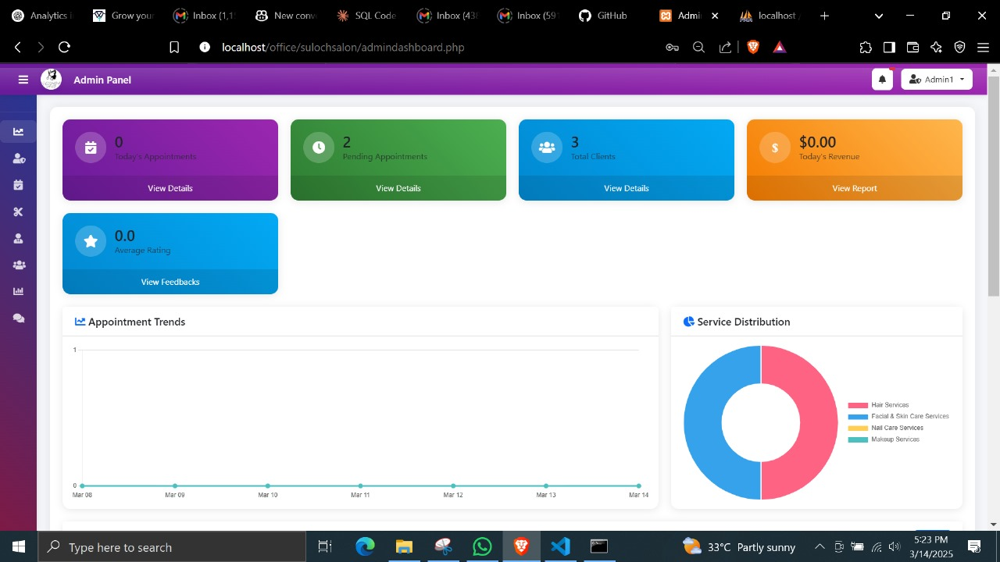 Analytics i
Grow your
Inbox (1,15
New conv
SQL Code
Inbox (438
Inbox (591
GitHub
Admi
localhost /
localhost/office/sulochsalon/admindashboard.php
Admin Panel
Admin1
0
Today's Appointments
View Details
2
Pending Appointments
View Details
3
Total Clients
View Details
$
$0.00
Today's Revenue
View Report
0.0
Average Rating
View Feedbacks
Appointment Trends
1
0
Mar 08
Mar 09
Mar 10
Mar 11
Mar 12
Mar 13
Mar 14
Service Distribution
Hair Services
Facial & Skin Care Services
Nail Care Services
Makeup Services
Type here to search
33°C Partly sunny
5:23 PM
3/14/2025